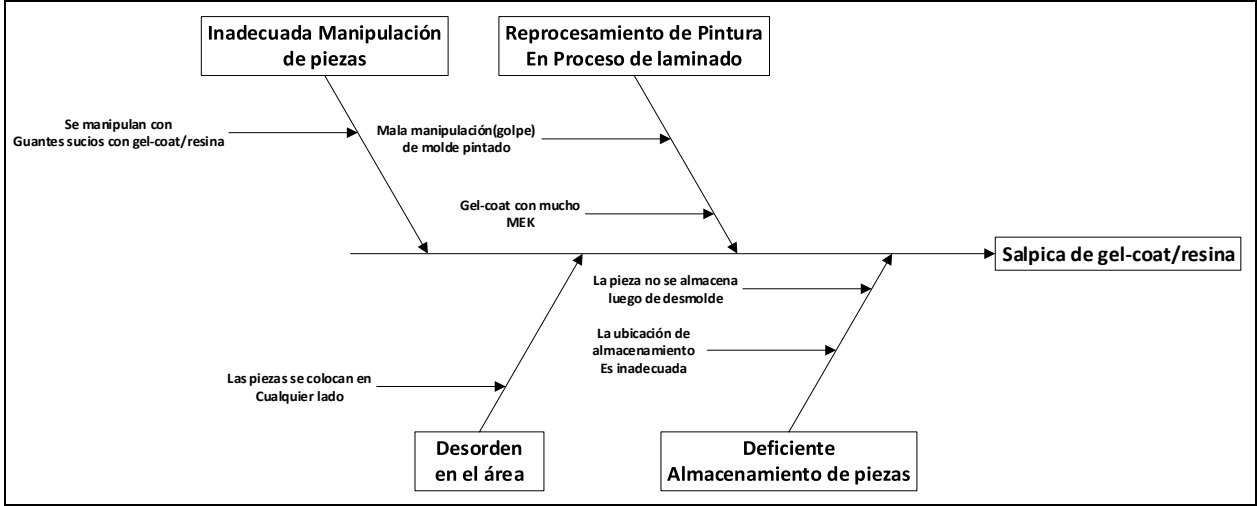 Inadecuada Manipulación
de piezas
Reprocesamiento de Pintura
En Proceso de laminado
Se manipulan con
Guantes sucios con gel-coat/resina
Mala manipulación(golpe)
de molde pintado
Gel-coat con mucho
MEK
Salpica de gel-coat/resina
La pieza no se almacena
luego de desmolde
La ubicación de
almacenamiento
Es inadecuada
Las piezas se colocan en
Cualquier lado
Desorden
en el área
Deficiente
Almacenamiento de piezas